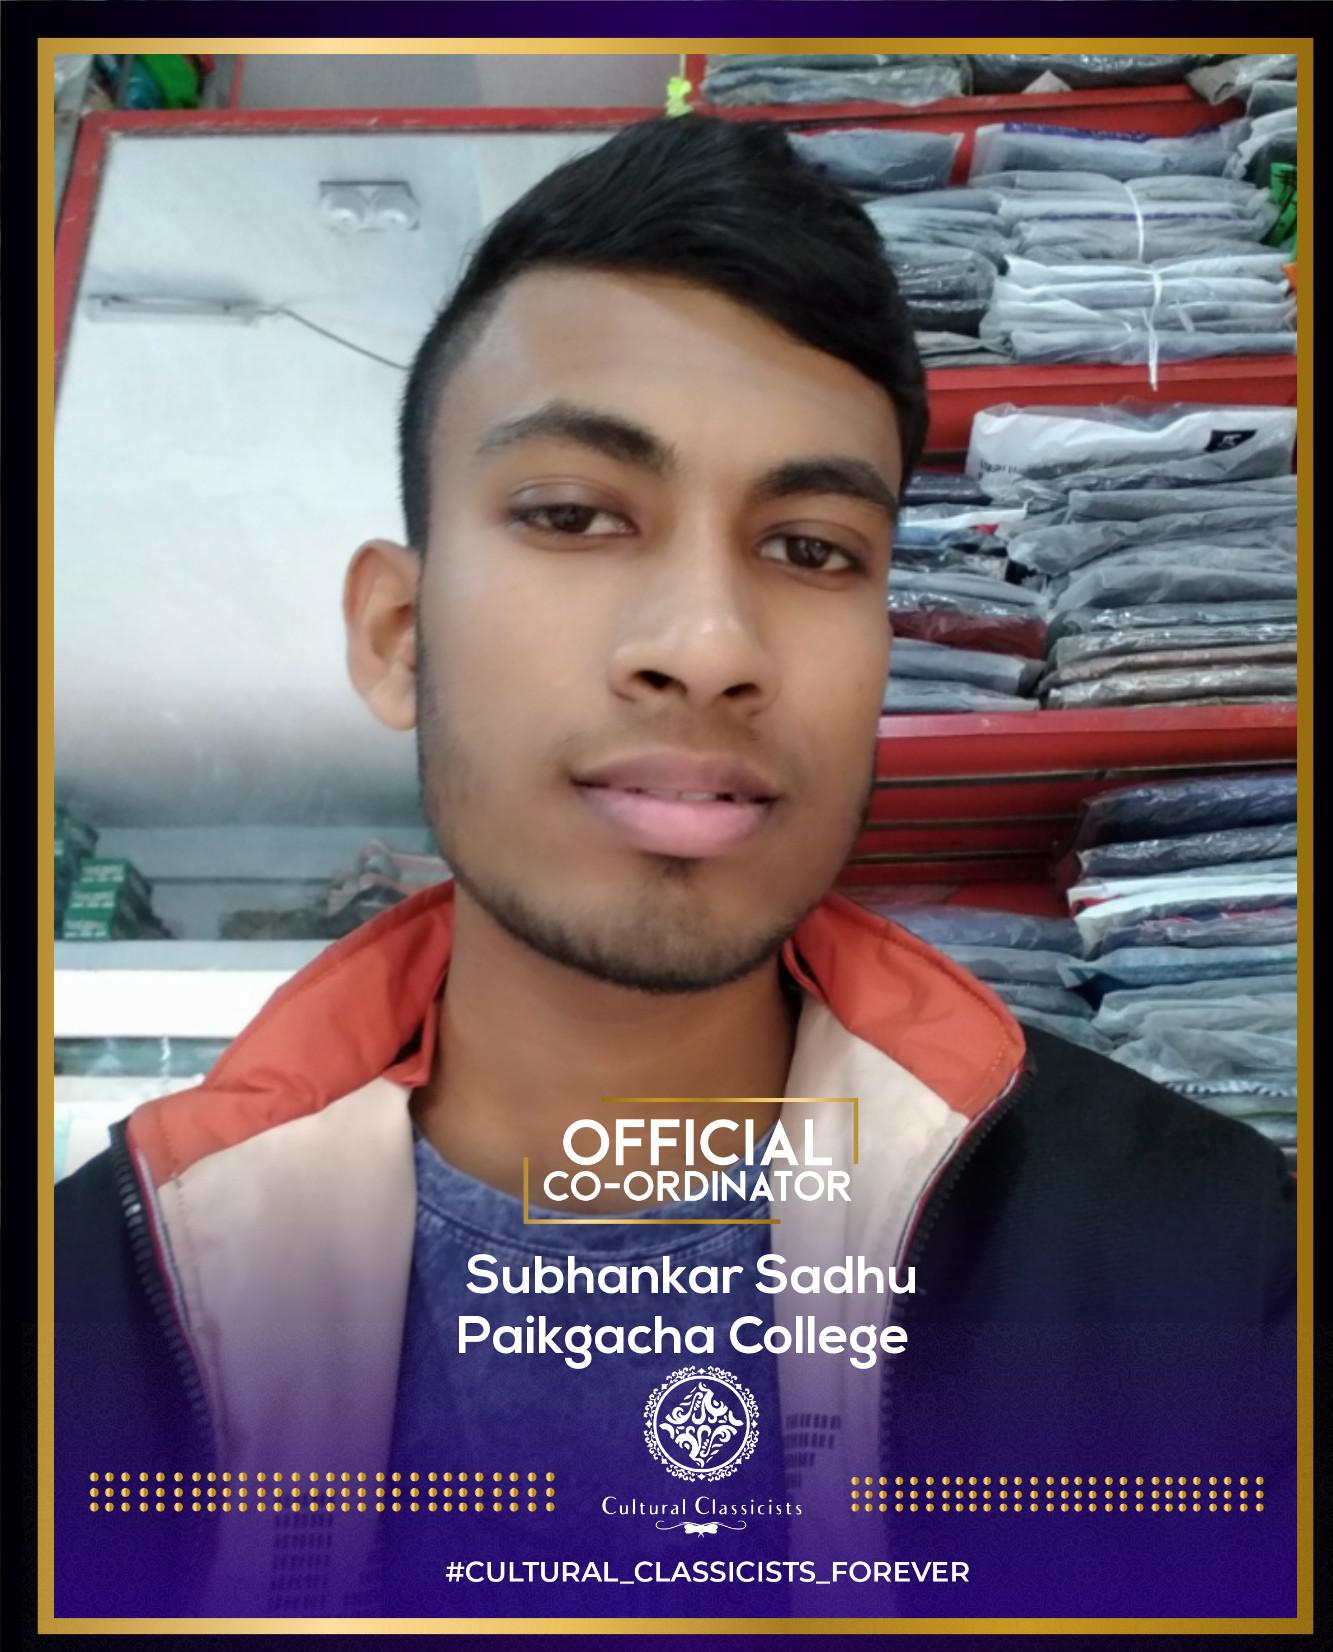 OFFICIAL
CO-ORDINATOR
Subhankar Sadhu
Paikgacha College
Cultural Classicists
#CULTURAL_CLASSICISTS_FOREVER